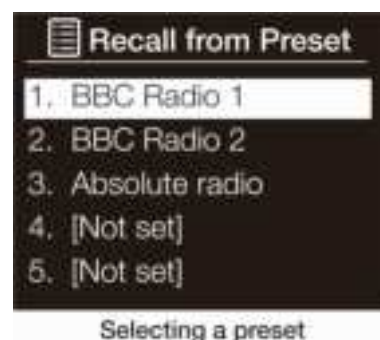 Recall from Preset
1. BBC Radio 1
2. BBC Radio 2
3. Absolute radio
4. [Not set]
5. [Not set]
Selecting a preset